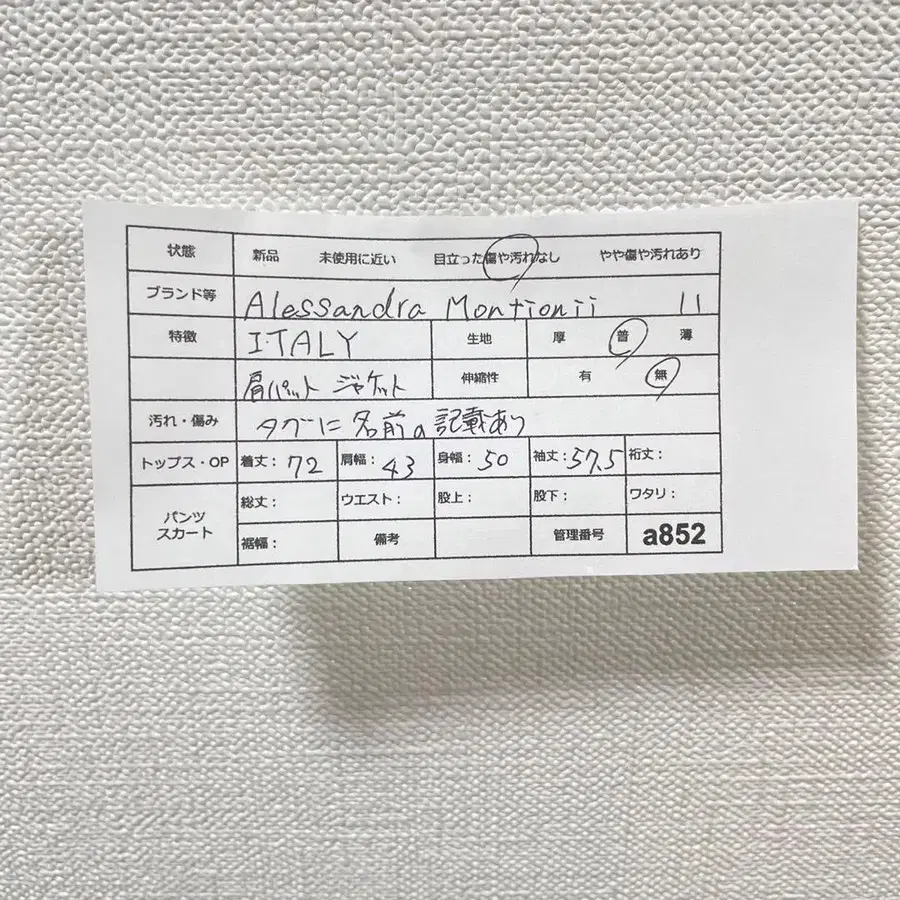 状態 新品 未使用に近い 目立った傷や汚れなし やや傷や汚れあり
ブランド等 Alessandra Montionii 11
特徴 ITALY 生地 厚 普 薄
肩パット ジャケット 伸縮性 有 無
汚れ・傷み タグに名前の記載あり
トップス・OP 着丈: 72 肩幅: 43 身幅: 50 袖丈: 57.5 裄丈:
パンツ スカート 総丈: ウエスト: 股上: 股下: ワタリ:
裾幅: 備考 管理番号 a852